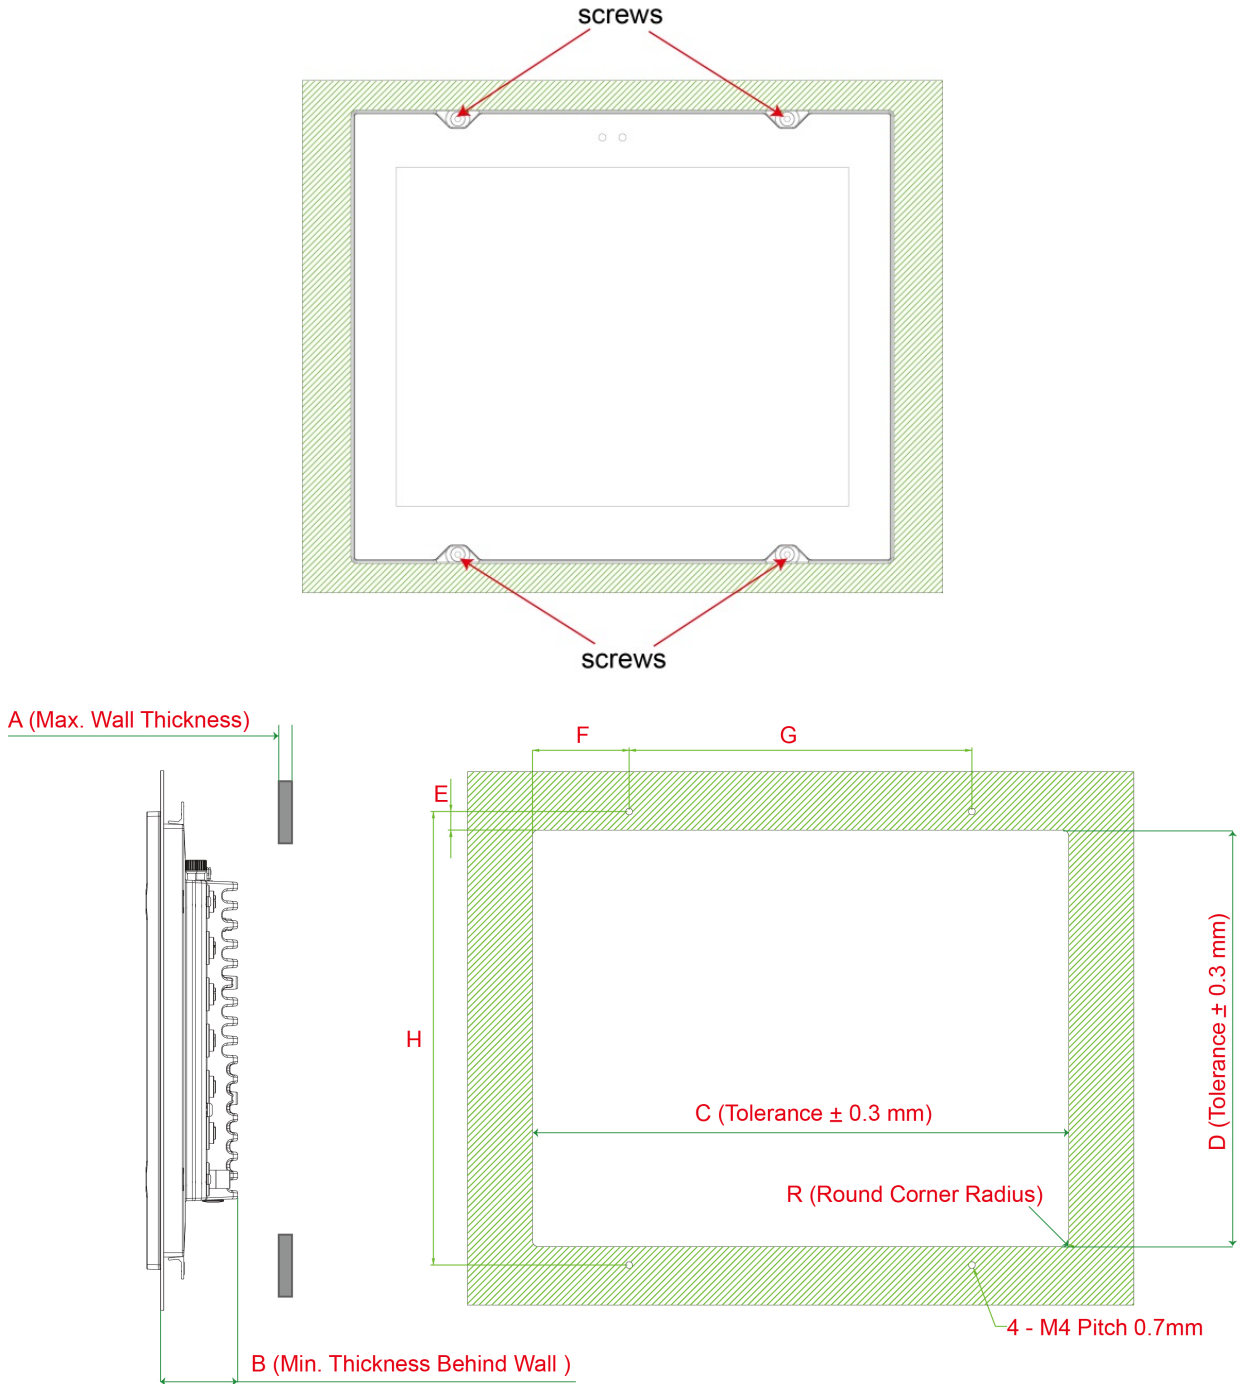 screws
screws
A (Max. Wall Thickness)
F
G
E
H
D (Tolerance ± 0.3 mm)
C (Tolerance ± 0.3 mm)
R (Round Corner Radius)
4 - M4 Pitch 0.7mm
B (Min. Thickness Behind Wall )